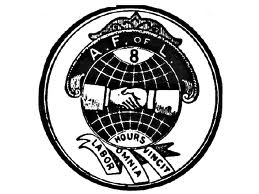 A. F. OF L.
8
HOURS
LABOR OMNIA VINCIT